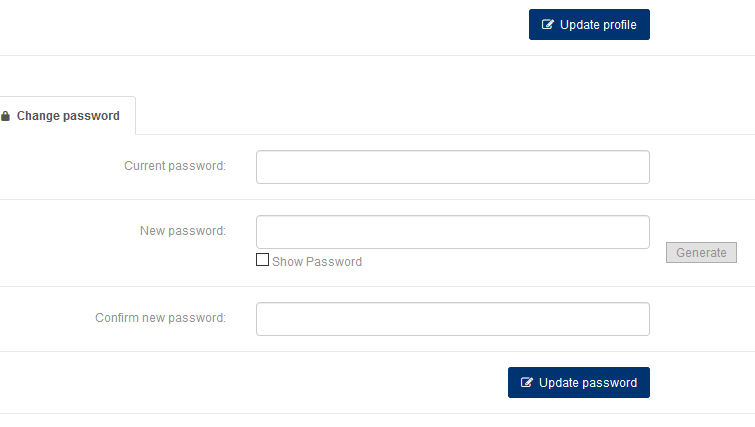 Update profile
Change password
Current password:
New password:
Show Password
Generate
Confirm new password:
Update password